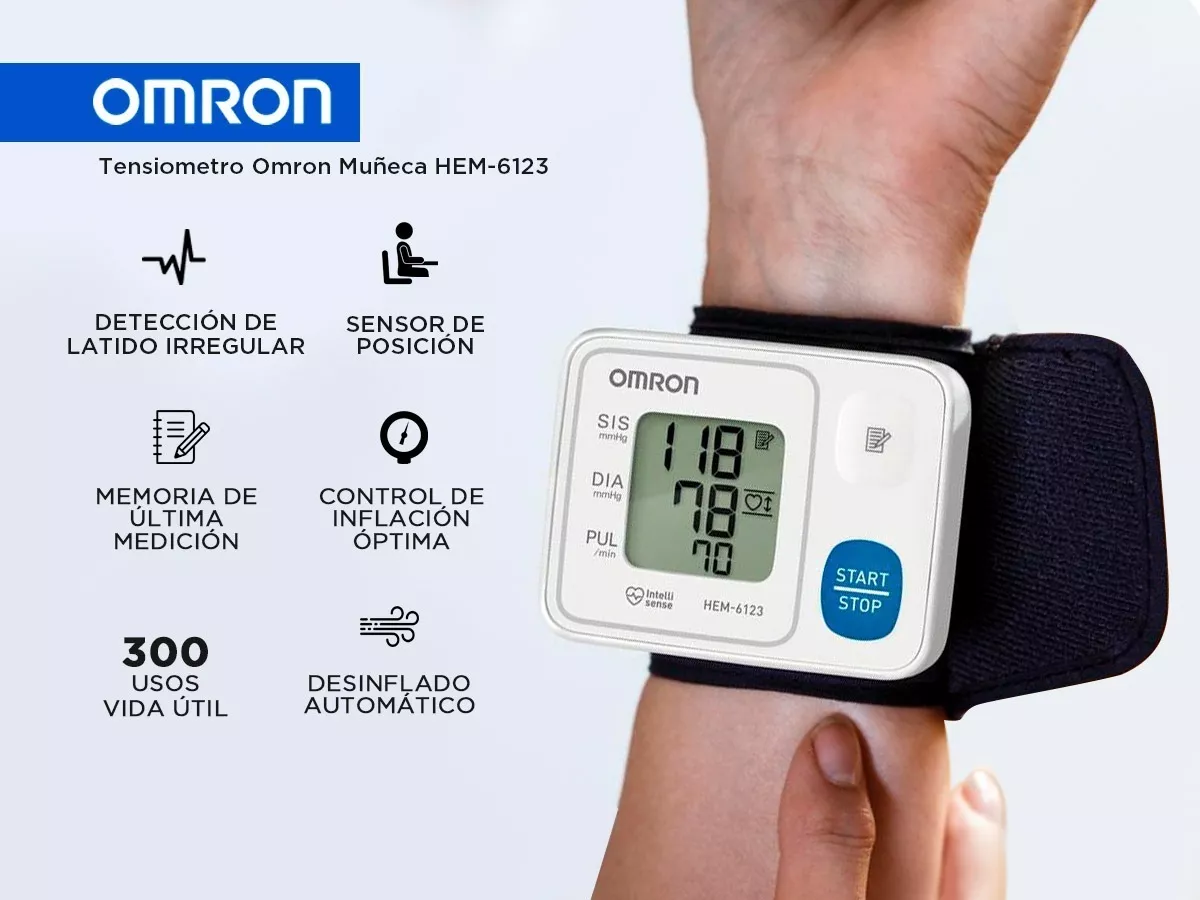 OMRON
Tensiometro Omron Muñeca HEM-6123
DETECCIÓN DE
LATIDO IRREGULAR
SENSOR DE
POSICIÓN
MEMORIA DE
ÚLTIMA
MEDICIÓN
CONTROL DE
INFLACIÓN
ÓPTIMA
300
USOS
VIDA ÚTIL
DESINFLADO
AUTOMÁTICO
OMRON
SIS
mmHg
118
DIA
mmHg
78
PUL
/min
70
Intelli
sense
HEM-6123
START
STOP